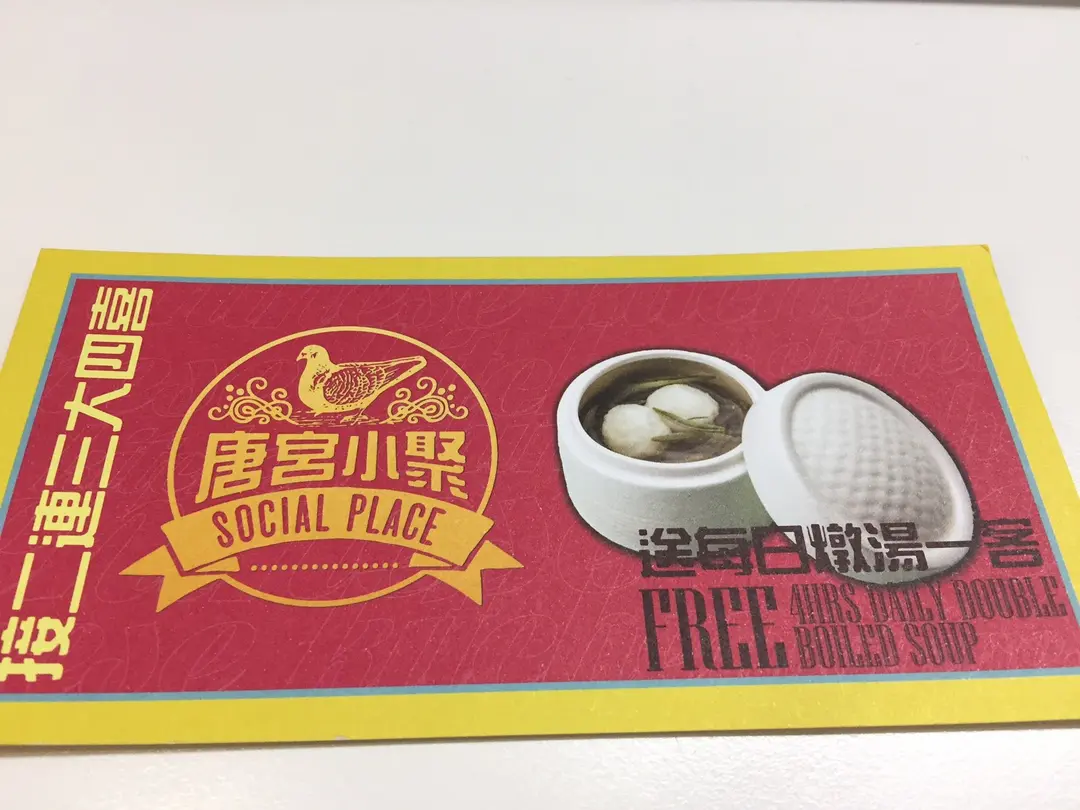 接二連三大四喜
唐宮小聚
SOCIAL PLACE
送每日燉湯一客
FREE
4HRS DAILY DOUBLE
BOILED SOUP